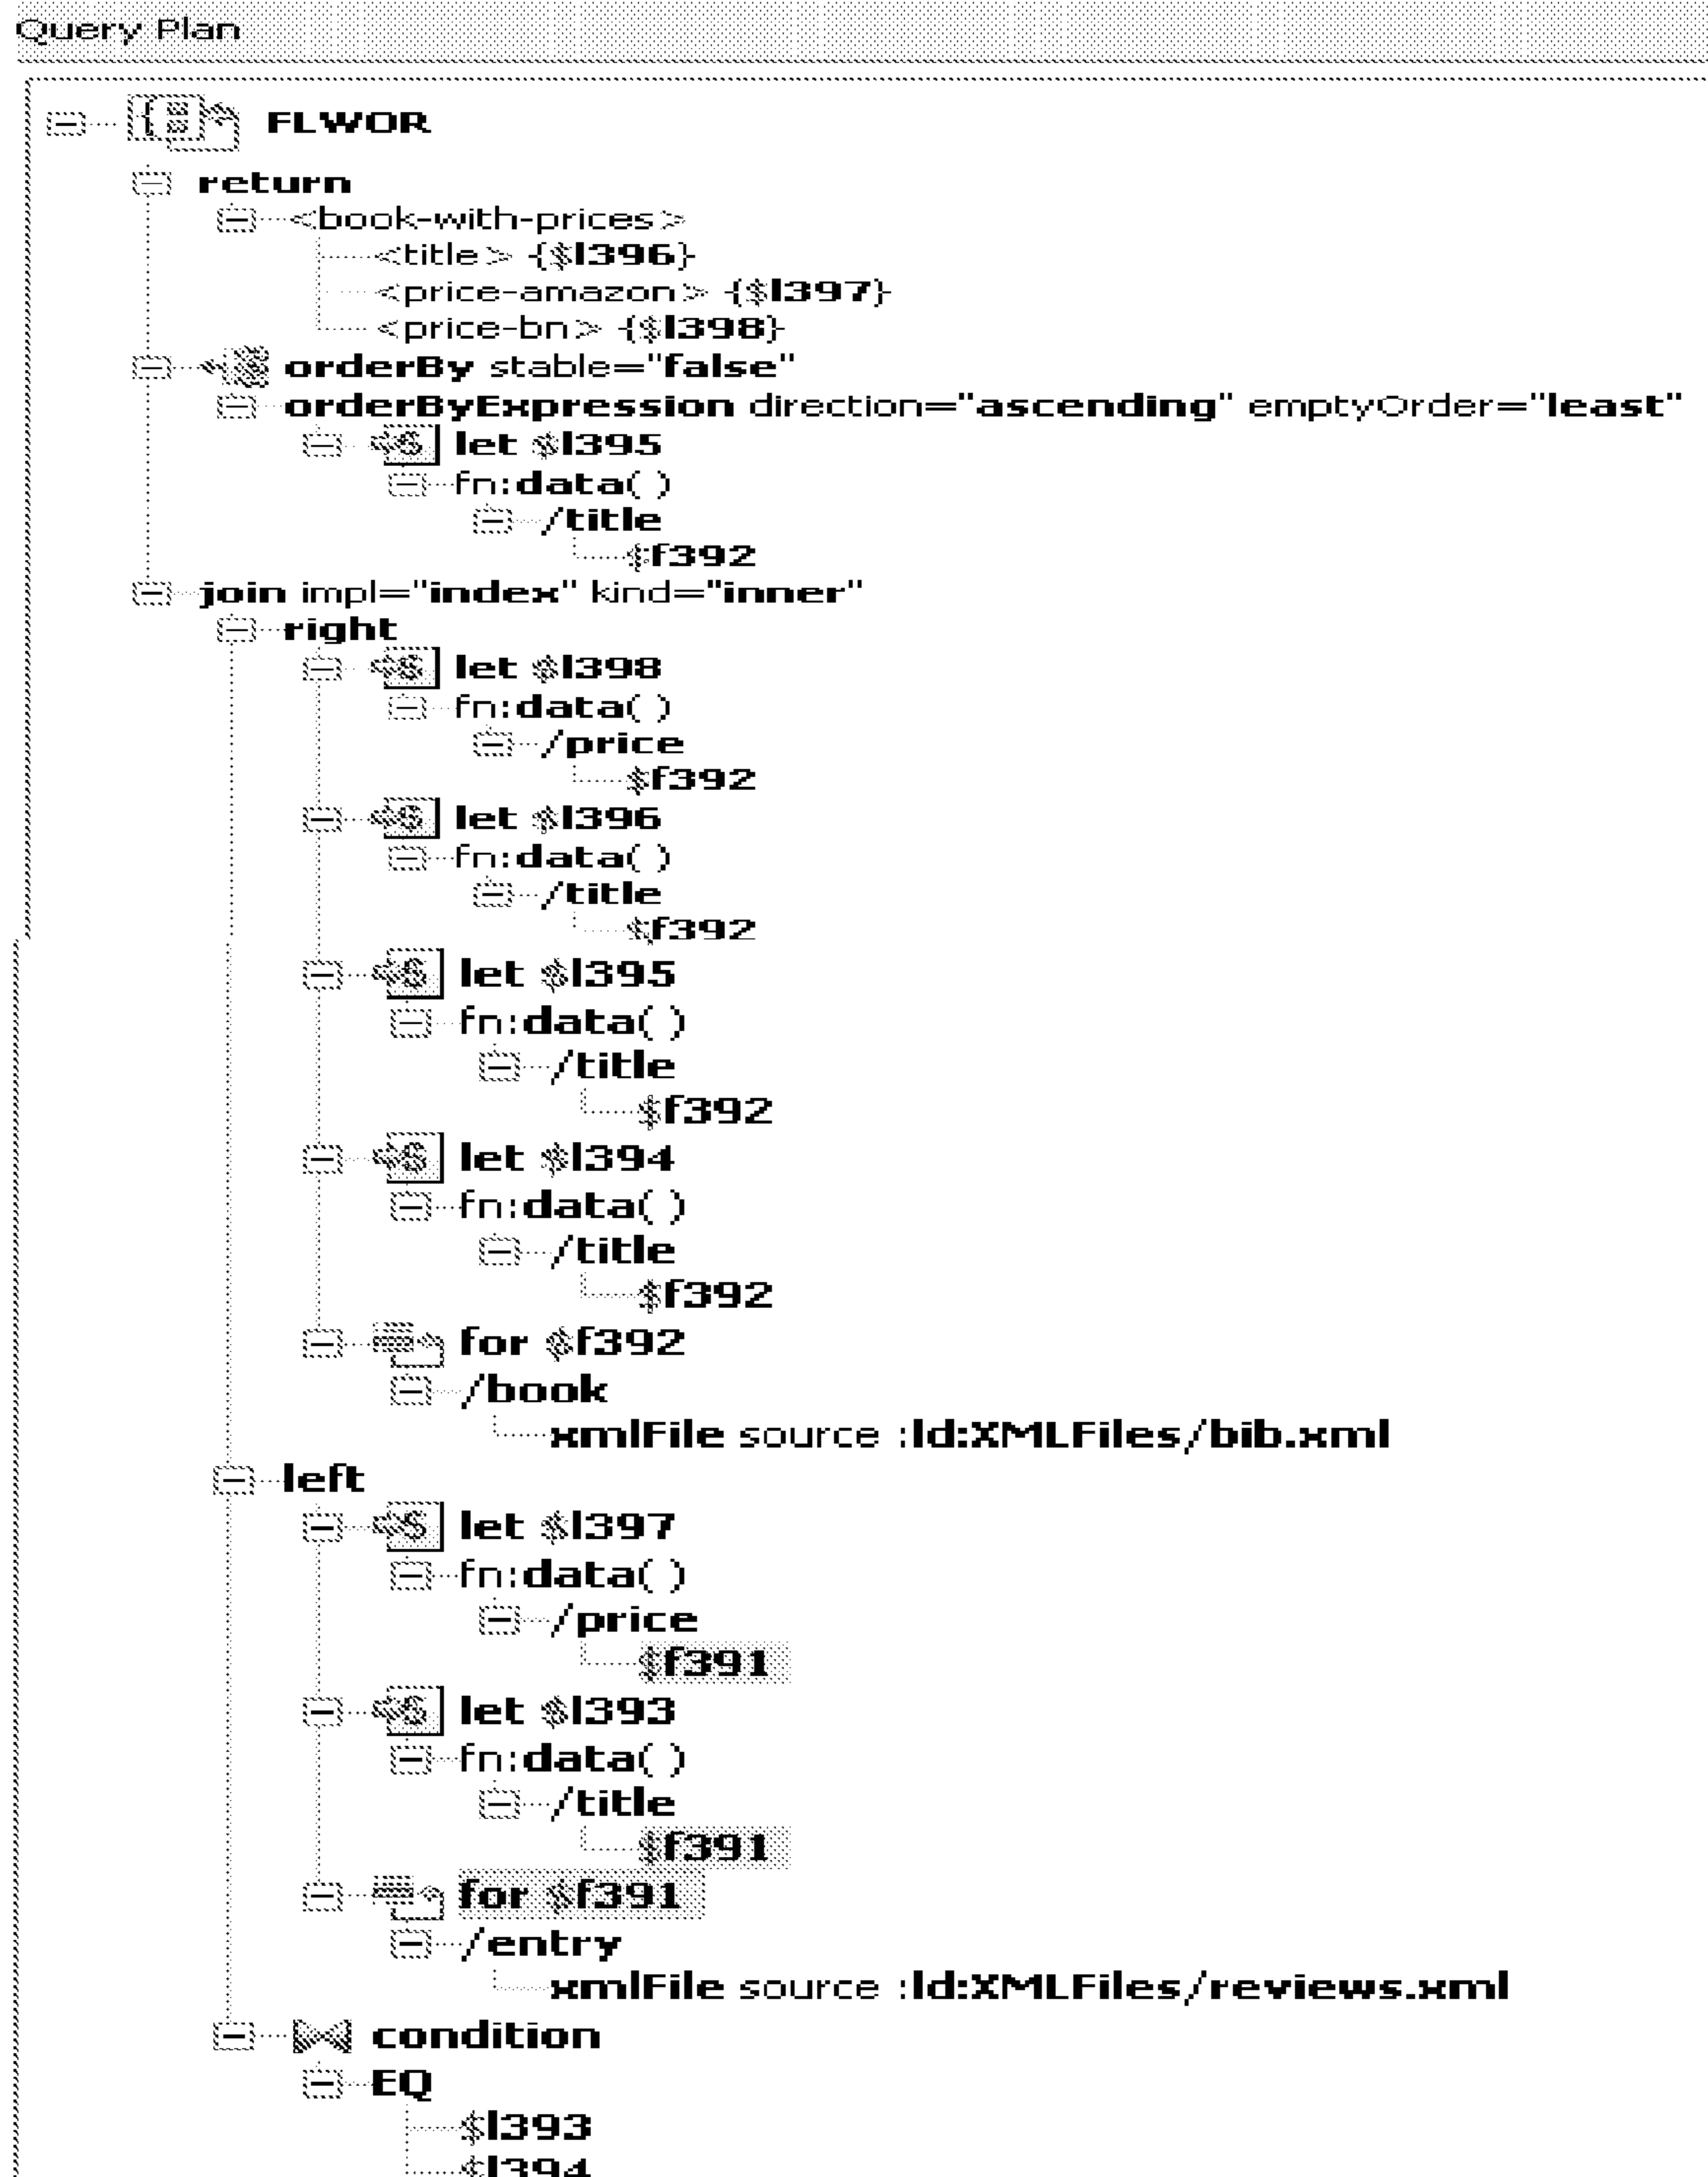 Query Plan
FLWOR
return
<book-with-prices>
<title> {$l396}
<price-amazon> {$l397}
<price-bn> {$l398}
orderBy stable="false"
orderByExpression direction="ascending" emptyOrder="least"
let $l395
fn:data( )
/title
$f392
join impl="index" kind="inner"
right
let $l398
fn:data( )
/price
$f392
let $l396
fn:data( )
/title
$f392
let $l395
fn:data( )
/title
$f392
let $l394
fn:data( )
/title
$f392
for $f392
/book
xmlFile source :ld:XMLFiles/bib.xml
left
let $l397
fn:data( )
/price
$f391
let $l393
fn:data( )
/title
$f391
for $f391
/entry
xmlFile source :ld:XMLFiles/reviews.xml
condition
EQ
$l393
$l394